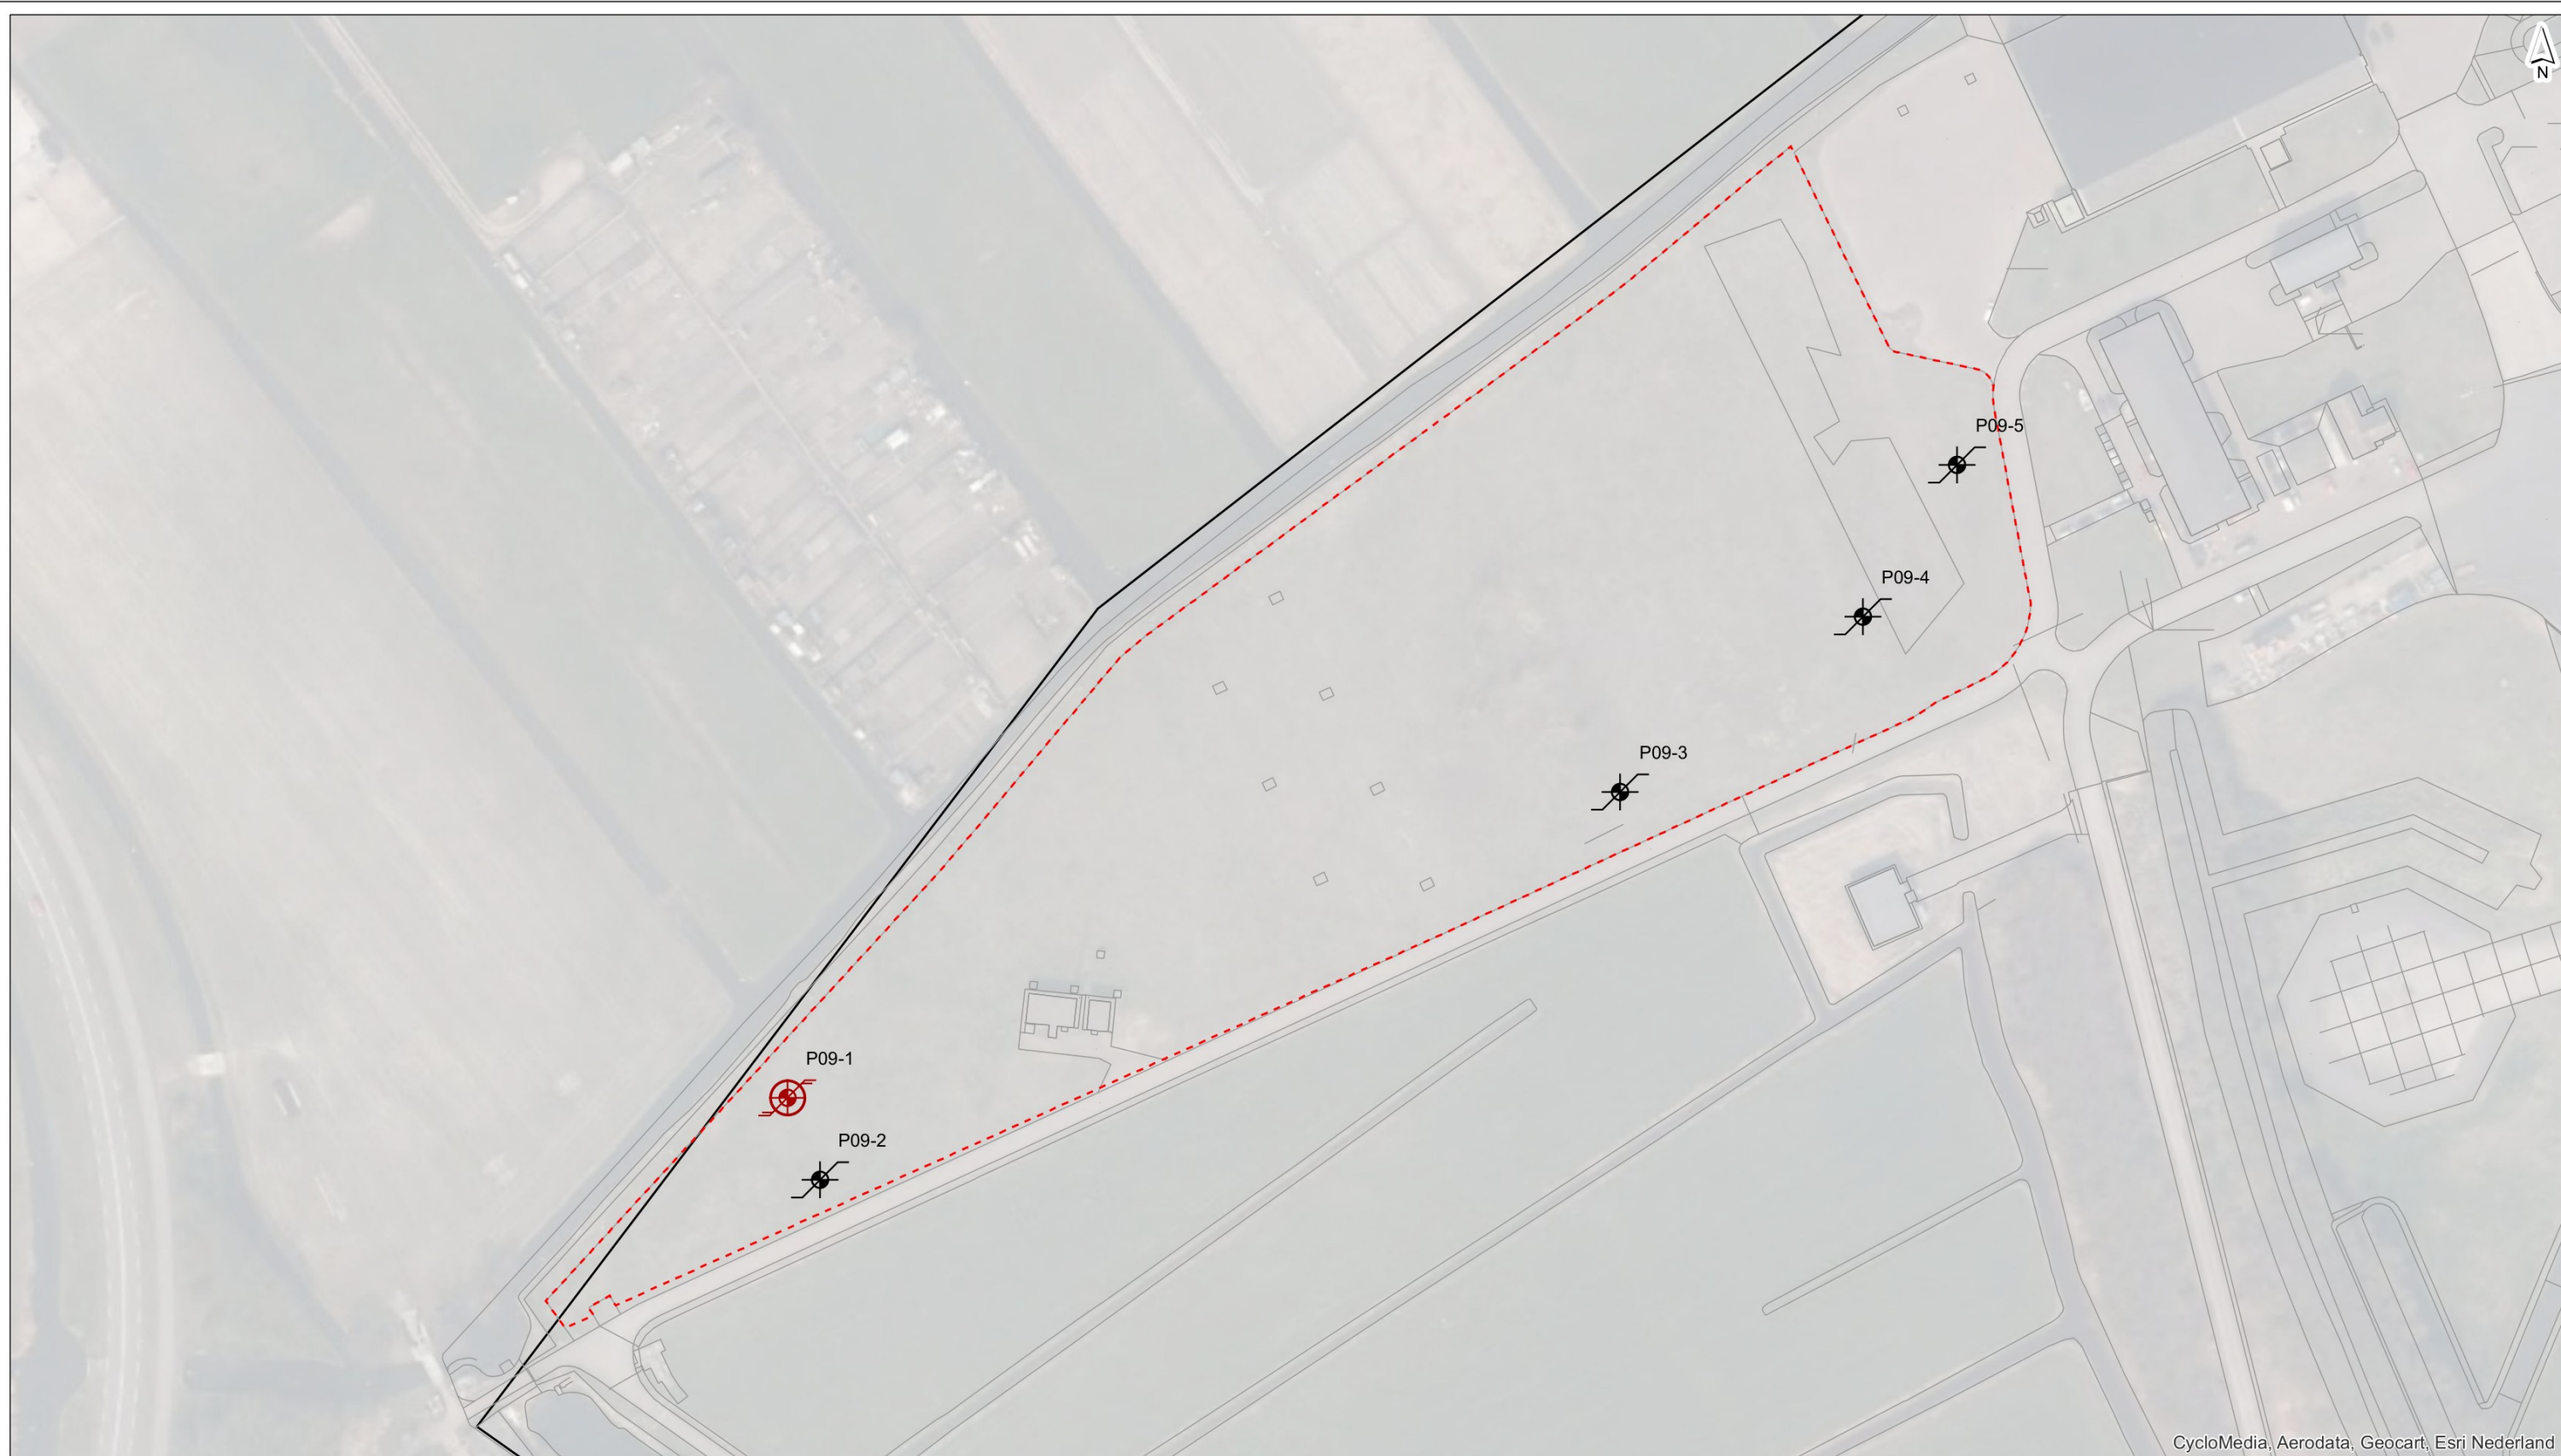 N
P09-5
P09-4
P09-3
P09-1
P09-2
CycloMedia, Aerodata, Geocart, Esri Nederland